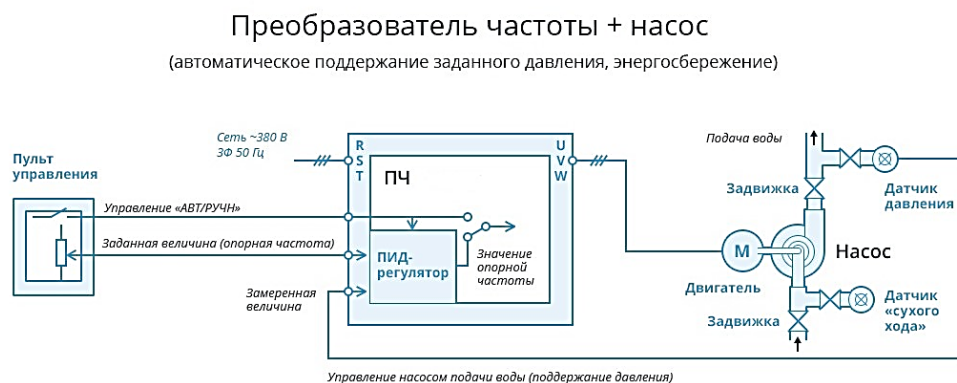 Преобразователь частоты + насос
(автоматическое поддержание заданного давления, энергосбережение)
Сеть ~380 В
3Ф 50 Гц
Пульт
управления
Управление «АВТ/РУЧН»
Заданная величина (опорная частота)
Замеренная
величина
R
S
T
U
V
W
ПЧ
ПИД-
регулятор
Значение
опорной
частоты
Подача воды
Задвижка
Датчик
давления
М
Насос
Двигатель
Задвижка
Датчик
«сухого
хода»
Управление насосом подачи воды (поддержание давления)